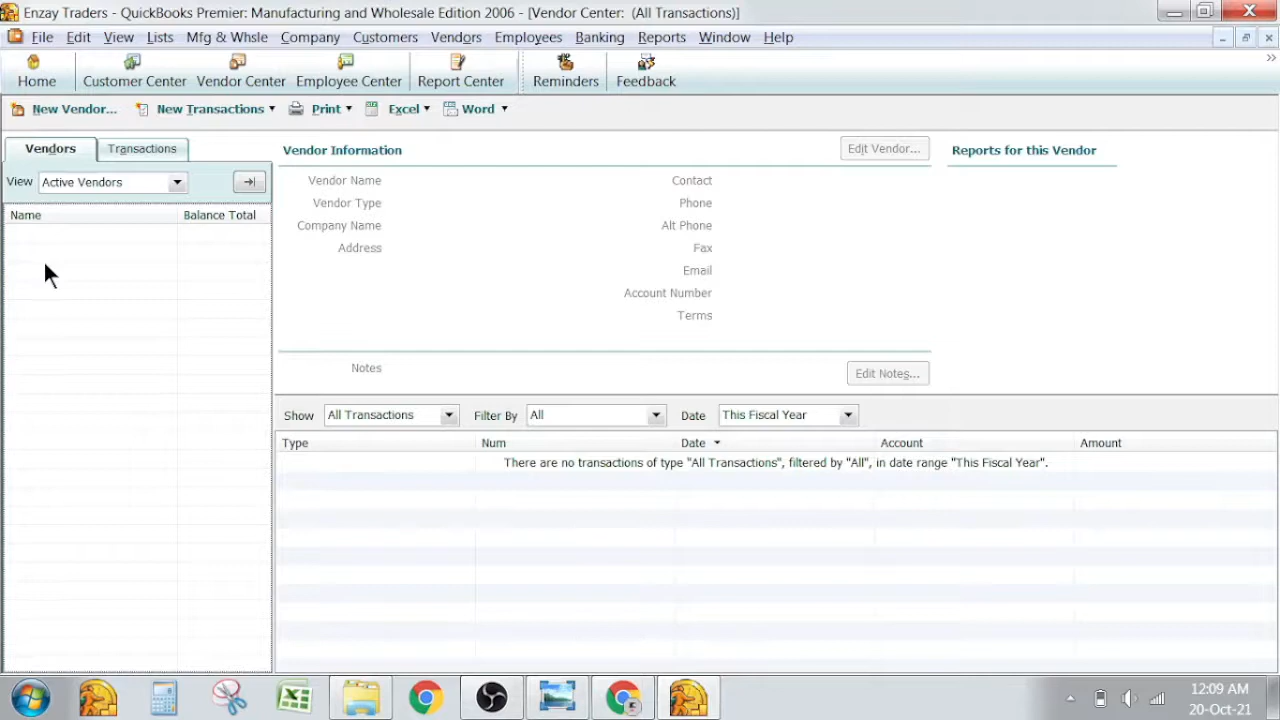 Enzay Traders - QuickBooks Premier: Manufacturing and Wholesale Edition 2006 - [Vendor Center: (All Transactions)]
File Edit View Lists Mfg & Whsle Company Customers Vendors Employees Banking Reports Window Help
Home Customer Center Vendor Center Employee Center Report Center Reminders Feedback
New Vendor... New Transactions Print Excel Word
Vendors Transactions
View Active Vendors
Name Balance Total
Vendor Information Edit Vendor...
Vendor Name Contact
Vendor Type Phone
Company Name Alt Phone
Address Fax
Email
Account Number
Terms
Notes Edit Notes...
Reports for this Vendor
Show All Transactions Filter By All Date This Fiscal Year
Type Num Date Account Amount
There are no transactions of type "All Transactions", filtered by "All", in date range "This Fiscal Year".
12:09 AM
20-Oct-21